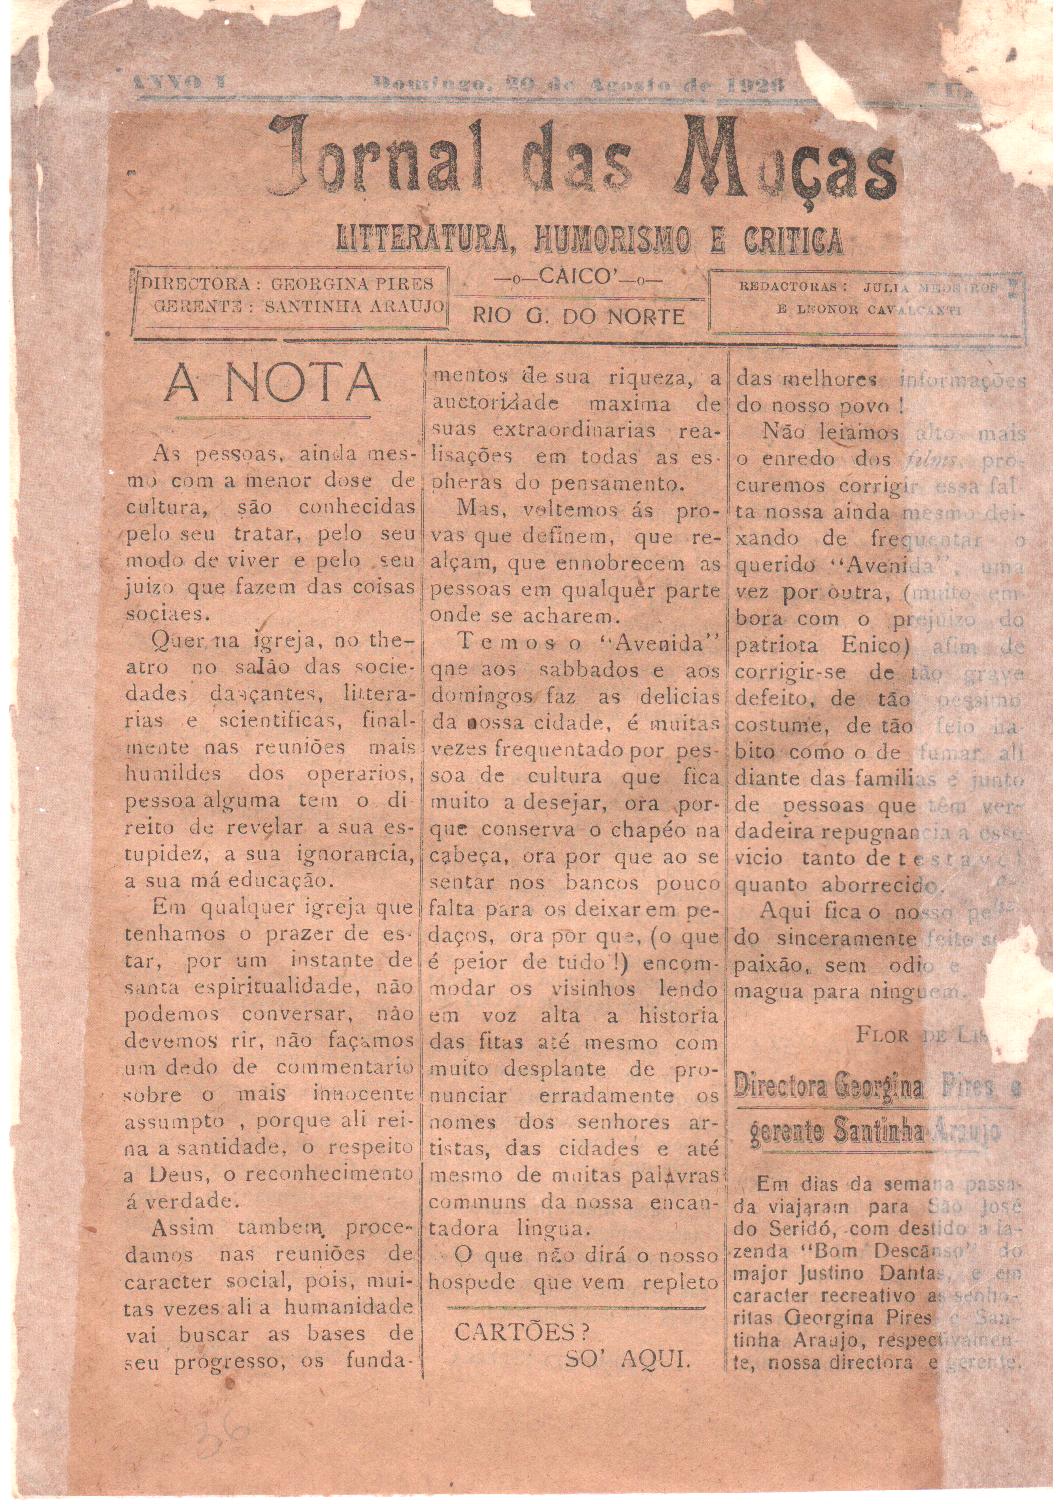 ANNO I
Domingo, 29 de Agosto de 1926
Jornal das Moças
LITTERATURA, HUMORISMO E CRITICA
DIRECTORA : GEORGINA PIRES
GERENTE : SANTINHA ARAUJO
—o—CAICO'—o—
RIO G. DO NORTE
REDACTORAS : JULIA MEDEIROS
E LEONOR CAVALCANTI
A NOTA
As pessoas, ainda mes-
mo com a menor dose de
cultura, são conhecidas
pelo seu tratar, pelo seu
modo de viver e pelo seu
juizo que fazem das coisas
sociaes.
Quer na igreja, no the-
atro no salão das socie-
dades dançantes, littera-
rias e scientificas, final-
mente nas reuniões mais
humildes dos operarios,
pessoa alguma tem o di
reito de revelar a sua es-
tupidez, a sua ignorancia,
a sua má educação.
Em qualquer igreja que
tenhamos o prazer de es-
tar, por um instante de
santa espiritualidade, não
podemos conversar, não
devemos rir, não façamos
um dedo de commentario
sobre o mais innocente
assumpto , porque ali rei-
na a santidade, o respeito
a Deus, o reconhecimento
á verdade.
Assim tambem proce-
damos nas reuniões de
caracter social, pois, mui-
tas vezes ali a humanidade
vai buscar as bases de
seu progresso, os funda-
mentos de sua riqueza, a
auctoridade maxima de
suas extraordinarias rea-
lisações em todas as es-
pheras do pensamento.
Mas, voltemos ás pro-
vas que definem, que re-
alçam, que ennobrecem as
pessoas em qualquer parte
onde se acharem.
Temos o "Avenida"
qne aos sabbados e aos
domingos faz as delicias
da nossa cidade, é muitas
vezes frequentado por pes-
soa de cultura que fica
muito a desejar, ora por-
que conserva o chapéo na
cabeça, ora por que ao se
sentar nos bancos pouco
falta para os deixarem pe-
daços, ora por que, (o que
é peior de tudo !) encom-
modar os visinhos lendo
em voz alta a historia
das fitas até mesmo com
muito desplante de pro-
nunciar erradamente os
nomes dos senhores ar-
tistas, das cidades e até
mesmo de muitas palavras
communs da nossa encan-
tadora lingua.
O que não dirá o nosso
hospede que vem repleto
CARTÕES?
SO' AQUI.
das melhores informações
do nosso povo !
Não leiamos alto mais
o enredo dos films, pro-
curemos corrigir essa fal-
ta nossa ainda mesmo dei-
xando de frequentar o
querido "Avenida", uma
vez por outra, (muito em-
bora com o prejuizo do
patriota Enico) afim de
corrigir-se de tão grave
defeito, de tão pessimo
costume, de tão feio ha-
bito como o de fumar ali
diante das familias e junto
de pessoas que têm ver-
dadeira repugnancia a esse
vicio tanto detestavel
quanto aborrecido.
Aqui fica o nosso pe-
do sinceramente feito
paixão, sem odio e
magua para ninguem.
FLOR DE LIS
Directora Georgina Pires e
gerente Santinha Araujo
Em dias da semana passa-
da viajaram para São José
do Seridó, com destido a fa-
zenda "Bom Descanso" do
major Justino Dantas, e em
caracter recreativo as senho-
ritas Georgina Pires e San-
tinha Araujo, respectivamen-
te, nossa directora e gerente.
36